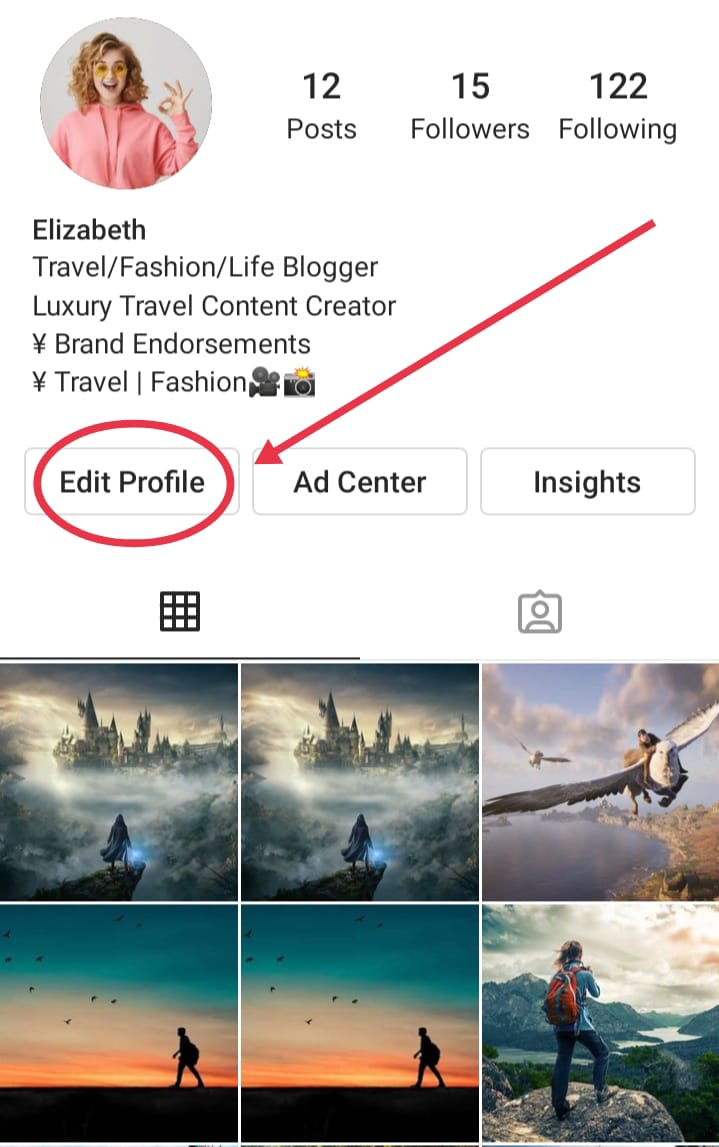 12 15 122
Posts Followers Following
Elizabeth
Travel/Fashion/Life Blogger
Luxury Travel Content Creator
¥ Brand Endorsements
¥ Travel | Fashion🎥📸
Edit Profile Ad Center Insights